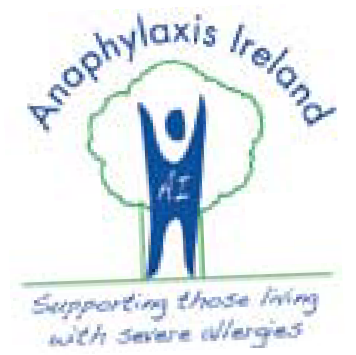 Anaphylaxis Ireland
AI
Supporting those living
with severe allergies